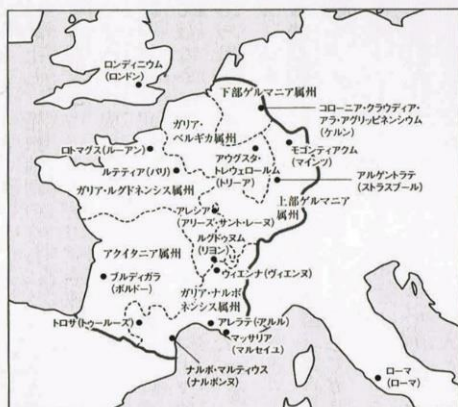 ロンディニウム
(ロンドン)
下部ゲルマニア属州
コローニア・クラウディア・
アラ・アグリッピネンシウム
(ケルン)
ガリア・
ベルギカ属州
モゴンティアクム
(マインツ)
ロトマグス(ルーアン)
アウグスタ・
トレウェロールム
(トリーア)
ルテティア(パリ)
アルゲントラテ
(ストラスブール)
ガリア・ルグドネンシス属州
上部ゲルマニア
属州
アレシア
(アリーズ・サント・レーヌ)
ルグドゥヌム
(リヨン)
アクイタニア属州
ウィエンナ(ヴィエンヌ)
ブルディガラ
(ボルドー)
ガリア・ナルボ
ネンシス属州
トロサ(トゥールーズ)
アレラテ(アルル)
マッサリア
(マルセイユ)
ナルボ・マルティウス
(ナルボンヌ)
ローマ
(ローマ)